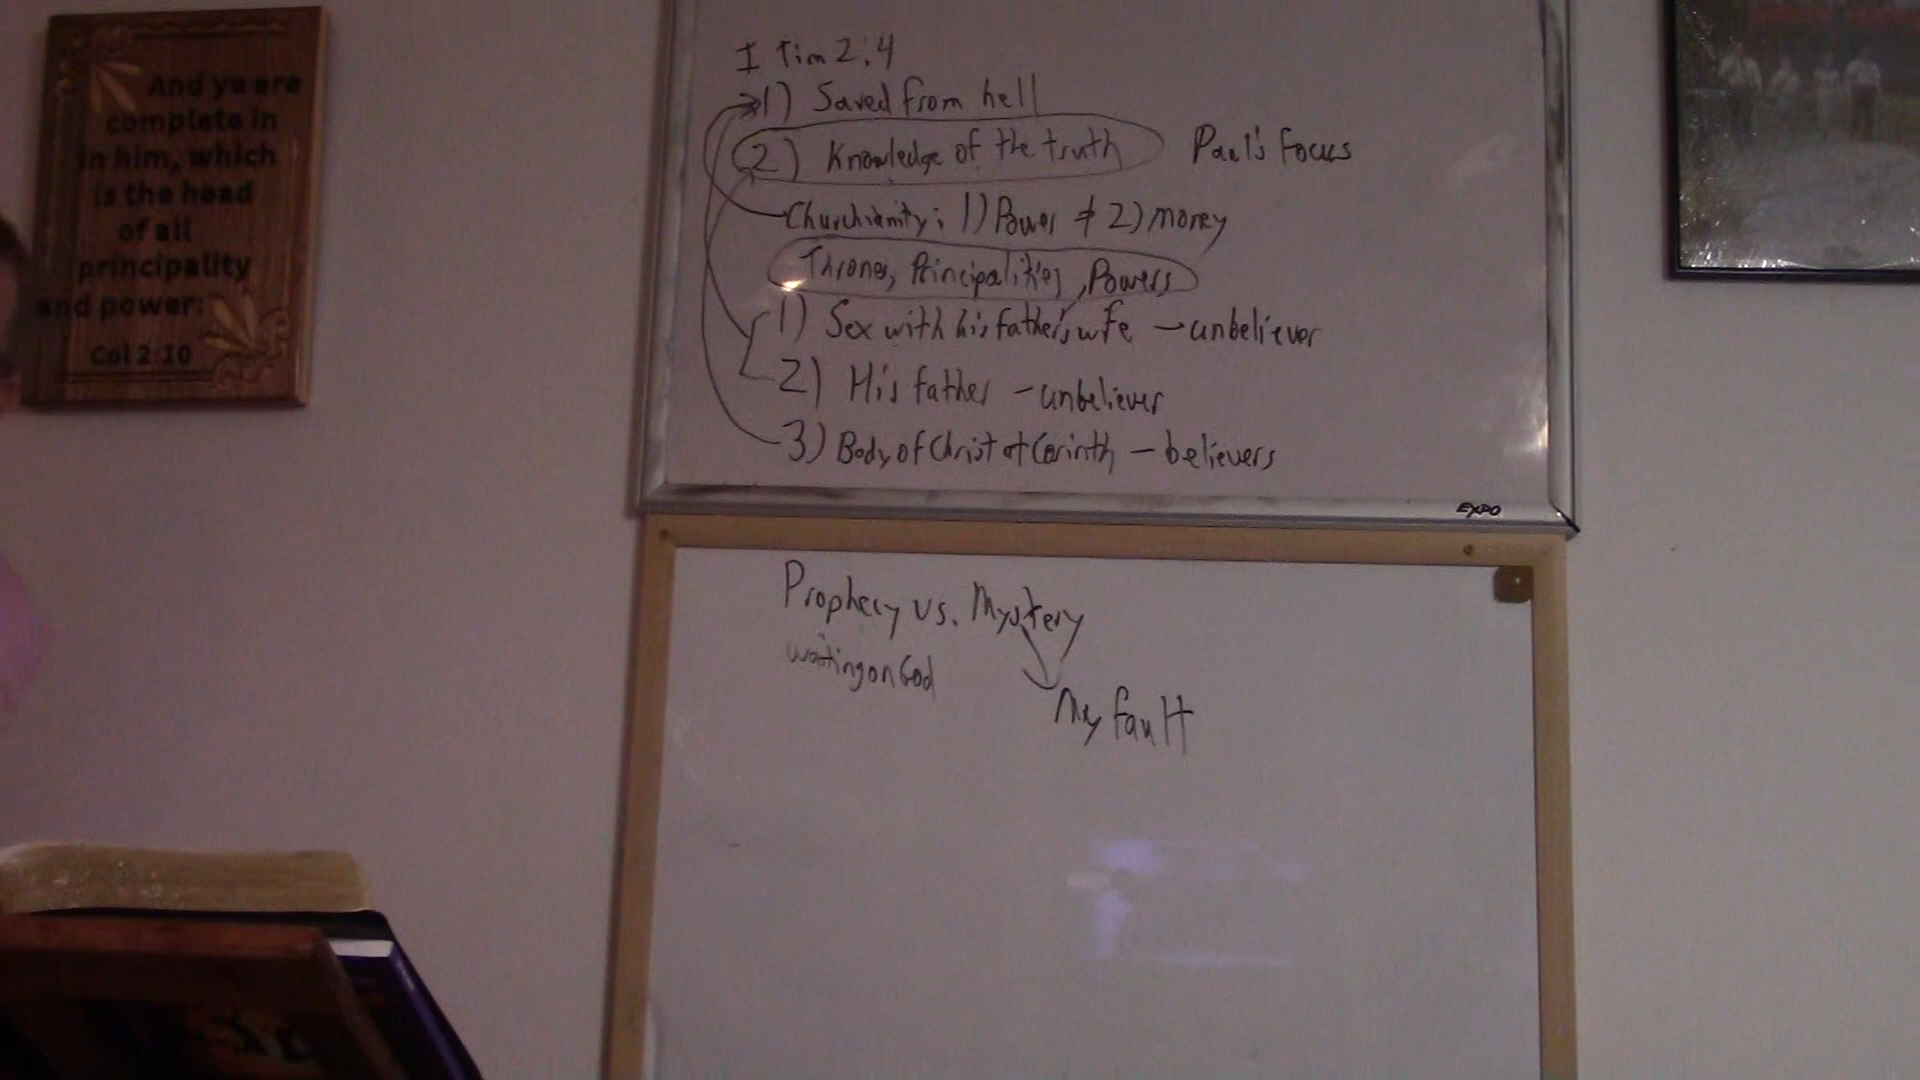 And ye are
complete in
in him, which
is the head
of all
principality
and power:
Col 2:10
I Tim 2:4
1) Saved from hell
2) Knowledge of the truth Paul's focus
Churchianity: 1) Power + 2) money
Thrones, Principalities, Powers
1) Sex with his father's wife → unbeliever
2) His father - unbeliever
3) Body of Christ at Corinth - believers
EXPO
Prophecy vs. Mystery
waiting on God
My fault